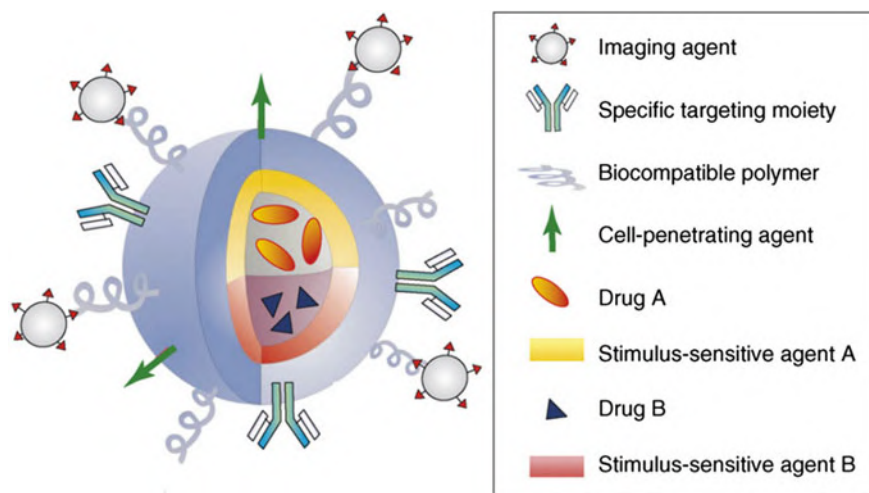 Imaging agent
Specific targeting moiety
Biocompatible polymer
Cell-penetrating agent
Drug A
Stimulus-sensitive agent A
Drug B
Stimulus-sensitive agent B